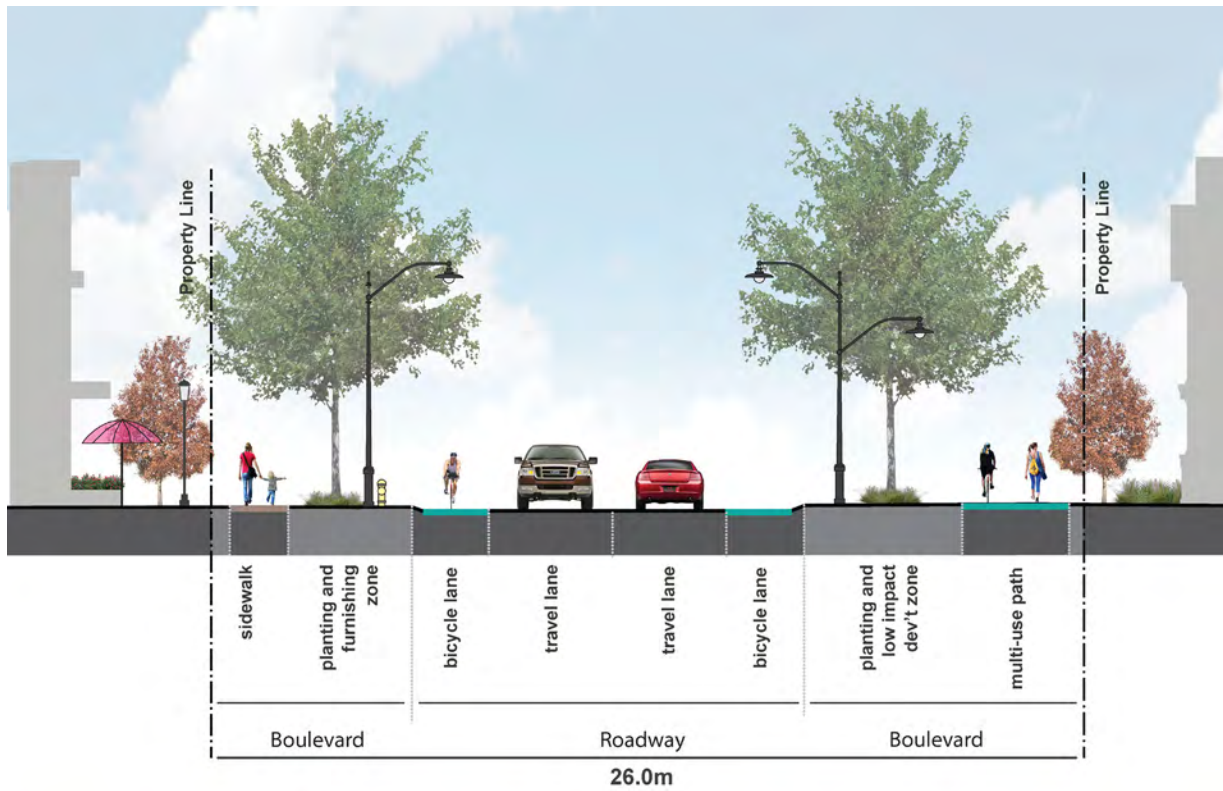 Property Line
Property Line
sidewalk
planting and
furnishing
zone
bicycle lane
travel lane
travel lane
bicycle lane
planting and
low impact
dev't zone
multi-use path
Boulevard
Roadway
Boulevard
26.0m